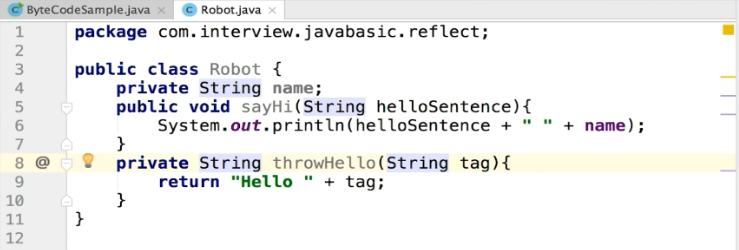 ByteCodeSample.java × Robot.java ×
1 package com.interview.javabasic.reflect;
2
3 public class Robot {
4 private String name;
5 public void sayHi(String helloSentence){
6 System.out.println(helloSentence + " " + name);
7 }
8 @ private String throwHello(String tag){
9 return "Hello " + tag;
10 }
11 }
12